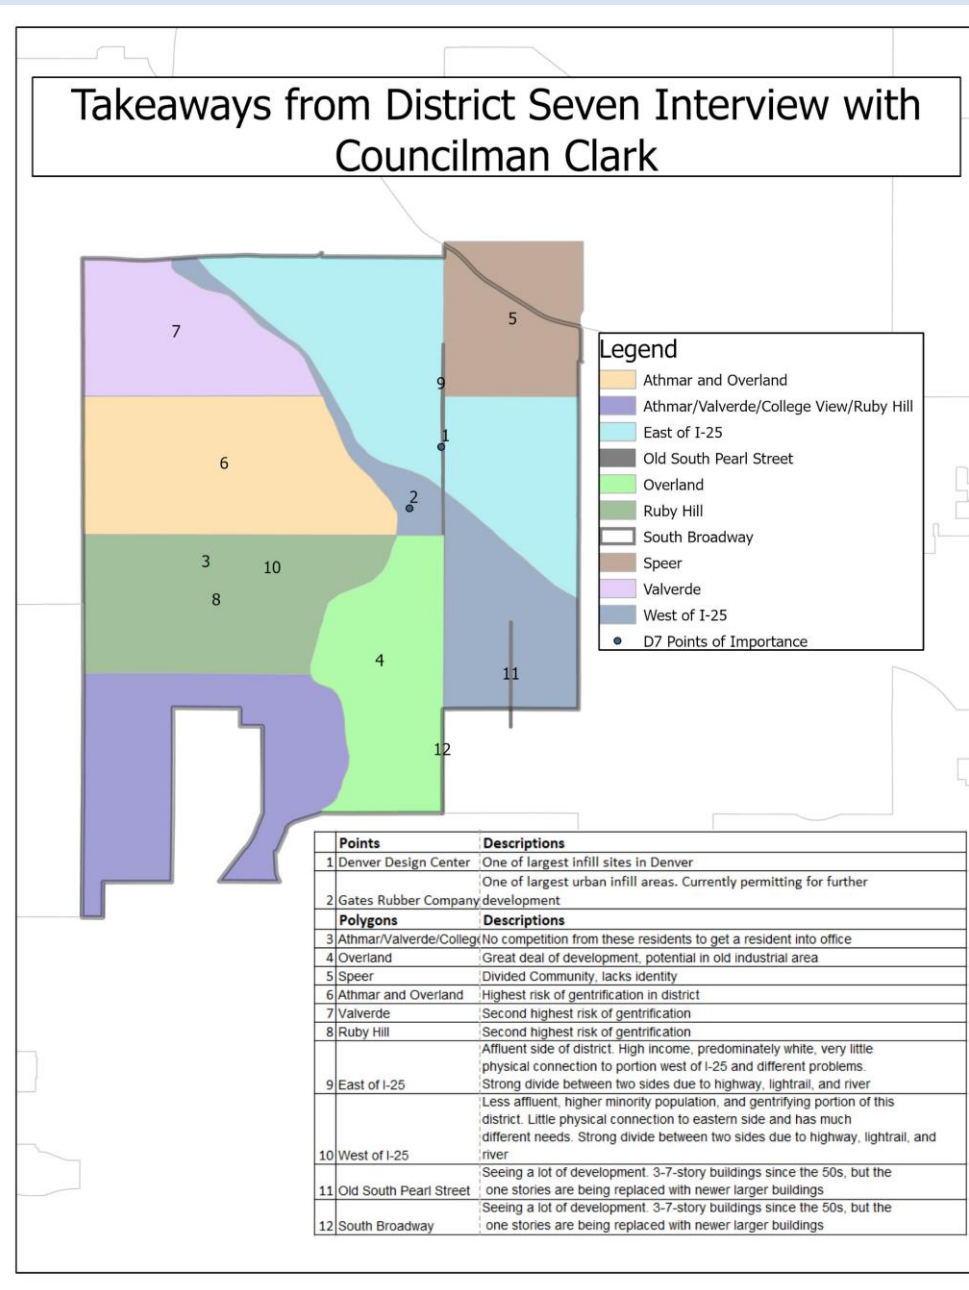 Takeaways from District Seven Interview with
Councilman Clark
7
5
9
1
6
2
3
10
8
4
11
12
Legend
Athmar and Overland
Athmar/Valverde/College View/Ruby Hill
East of I-25
Old South Pearl Street
Overland
Ruby Hill
South Broadway
Speer
Valverde
West of I-25
D7 Points of Importance
Points Descriptions
1 Denver Design Center One of largest infill sites in Denver
One of largest urban infill areas. Currently permitting for further
2 Gates Rubber Company development
Polygons Descriptions
3 Athmar/Valverde/Colleg No competition from these residents to get a resident into office
4 Overland Great deal of development, potential in old industrial area
5 Speer Divided Community, lacks identity
6 Athmar and Overland Highest risk of gentrification in district
7 Valverde Second highest risk of gentrification
8 Ruby Hill Second highest risk of gentrification
Affluent side of district. High income, predominately white, very little
physical connection to portion west of I-25 and different problems.
9 East of I-25 Strong divide between two sides due to highway, lightrail, and river
Less affluent, higher minority population, and gentrifying portion of this
district. Little physical connection to eastern side and has much
different needs. Strong divide between two sides due to highway, lightrail, and
10 West of I-25 river
Seeing a lot of development. 3-7-story buildings since the 50s, but the
11 Old South Pearl Street one stories are being replaced with newer larger buildings
Seeing a lot of development. 3-7-story buildings since the 50s, but the
12 South Broadway one stories are being replaced with newer larger buildings